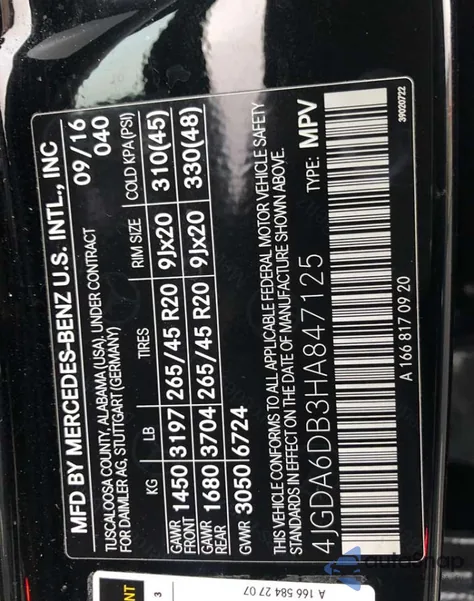 MFD BY MERCEDES-BENZ U.S. INTL., INC
TUSCALOOSA COUNTY, ALABAMA (USA), UNDER CONTRACT 09/16
FOR DAIMLER AG, STUTTGART (GERMANY) 040
KG LB TIRES RIM SIZE COLD KPA(PSI)
GAWR FRONT 1450 3197 265/45 R20 9Jx20 310(45)
GAWR REAR 1680 3704 265/45 R20 9Jx20 330(48)
GVWR 3050 6724
THIS VEHICLE CONFORMS TO ALL APPLICABLE FEDERAL MOTOR VEHICLE SAFETY
STANDARDS IN EFFECT ON THE DATE OF MANUFACTURE SHOWN ABOVE.
4JGDA6DB3HA847125 TYPE: MPV
A 166 817 09 20
39020722
A 166 584 27 07
3
autosnap